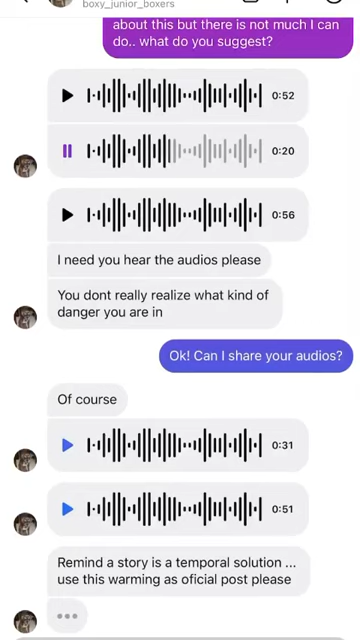 boxy_junior_boxers
about this but there is not much I can
do.. what do you suggest?
0:52
0:20
0:56
I need you hear the audios please
You dont really realize what kind of
danger you are in
Ok! Can I share your audios?
Of course
0:31
0:51
Remind a story is a temporal solution ...
use this warming as oficial post please